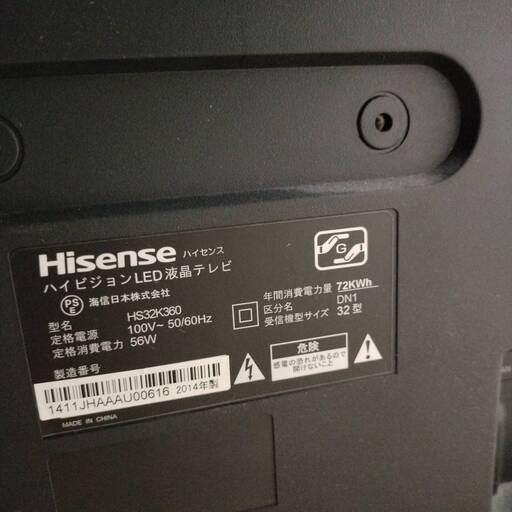 Hisense ハイセンス
ハイビジョンLED液晶テレビ
G
PSE 海信日本株式会社
型名 HS32K360
定格電源 100V~ 50/60Hz
定格消費電力 56W
年間消費電力量 72KWh
区分名 DN1
受信機型サイズ 32型
製造番号
1411JHAAAU00616 2014年製
危険
感電の恐れがあるので
開けないこと
MADE IN CHINA